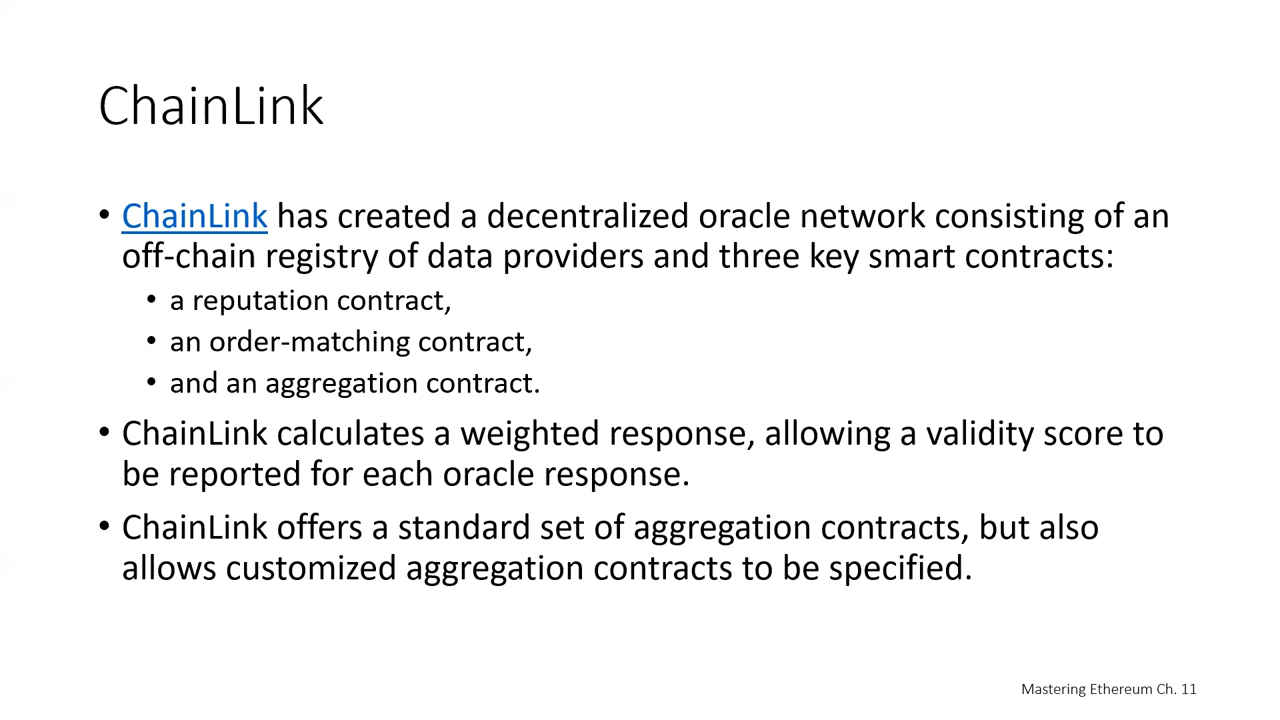 ChainLink
• ChainLink has created a decentralized oracle network consisting of an
off-chain registry of data providers and three key smart contracts:
• a reputation contract,
• an order-matching contract,
• and an aggregation contract.
• ChainLink calculates a weighted response, allowing a validity score to
be reported for each oracle response.
• ChainLink offers a standard set of aggregation contracts, but also
allows customized aggregation contracts to be specified.
Mastering Ethereum Ch. 11